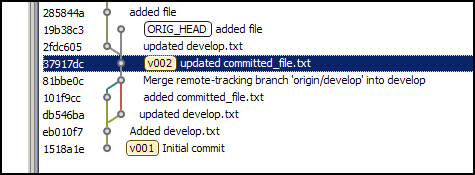 285844a added file
19b38c3 ORIG_HEAD added file
2fdc605 updated develop.txt
37917dc v002 updated committed_file.txt
81bbe0c Merge remote-tracking branch 'origin/develop' into develop
101f9cc added committed_file.txt
db546ba updated develop.txt
eb010f7 Added develop.txt
1518a1e v001 Initial commit